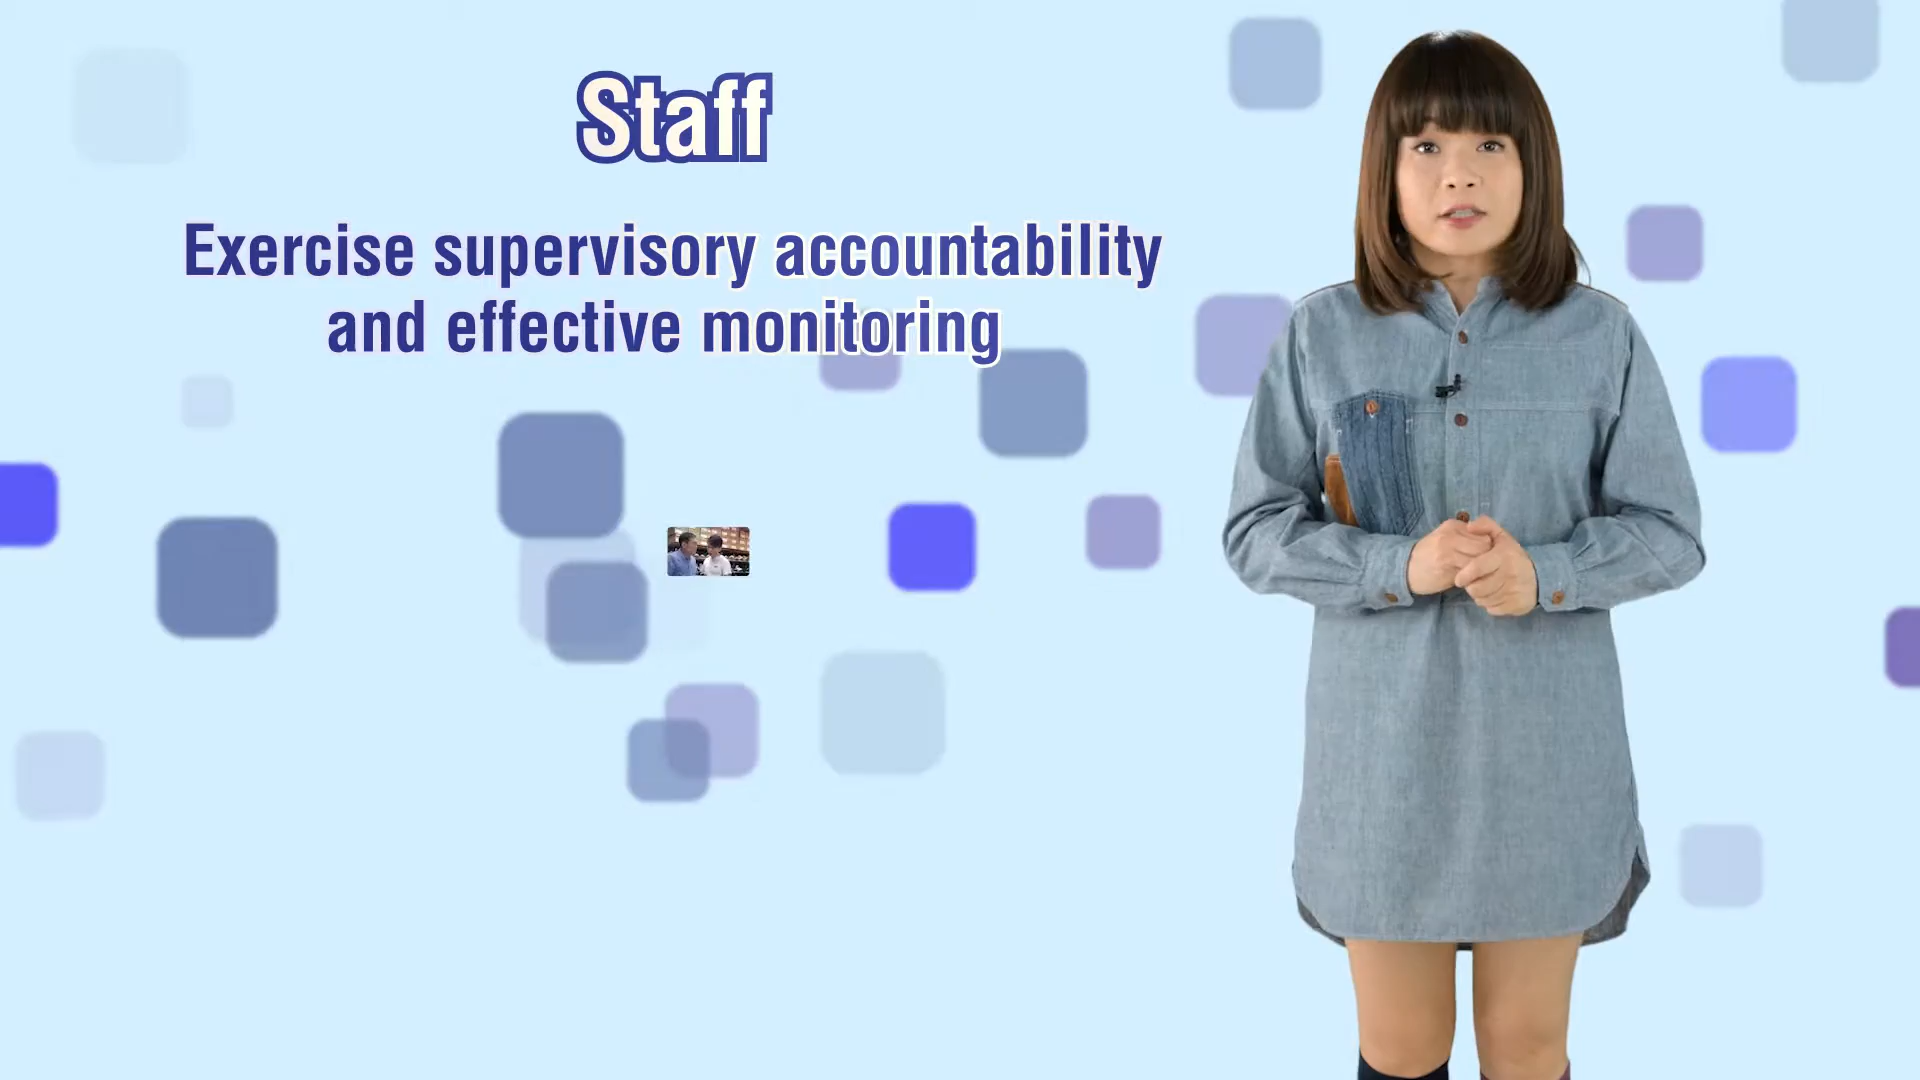 Staff
Exercise supervisory accountability
and effective monitoring